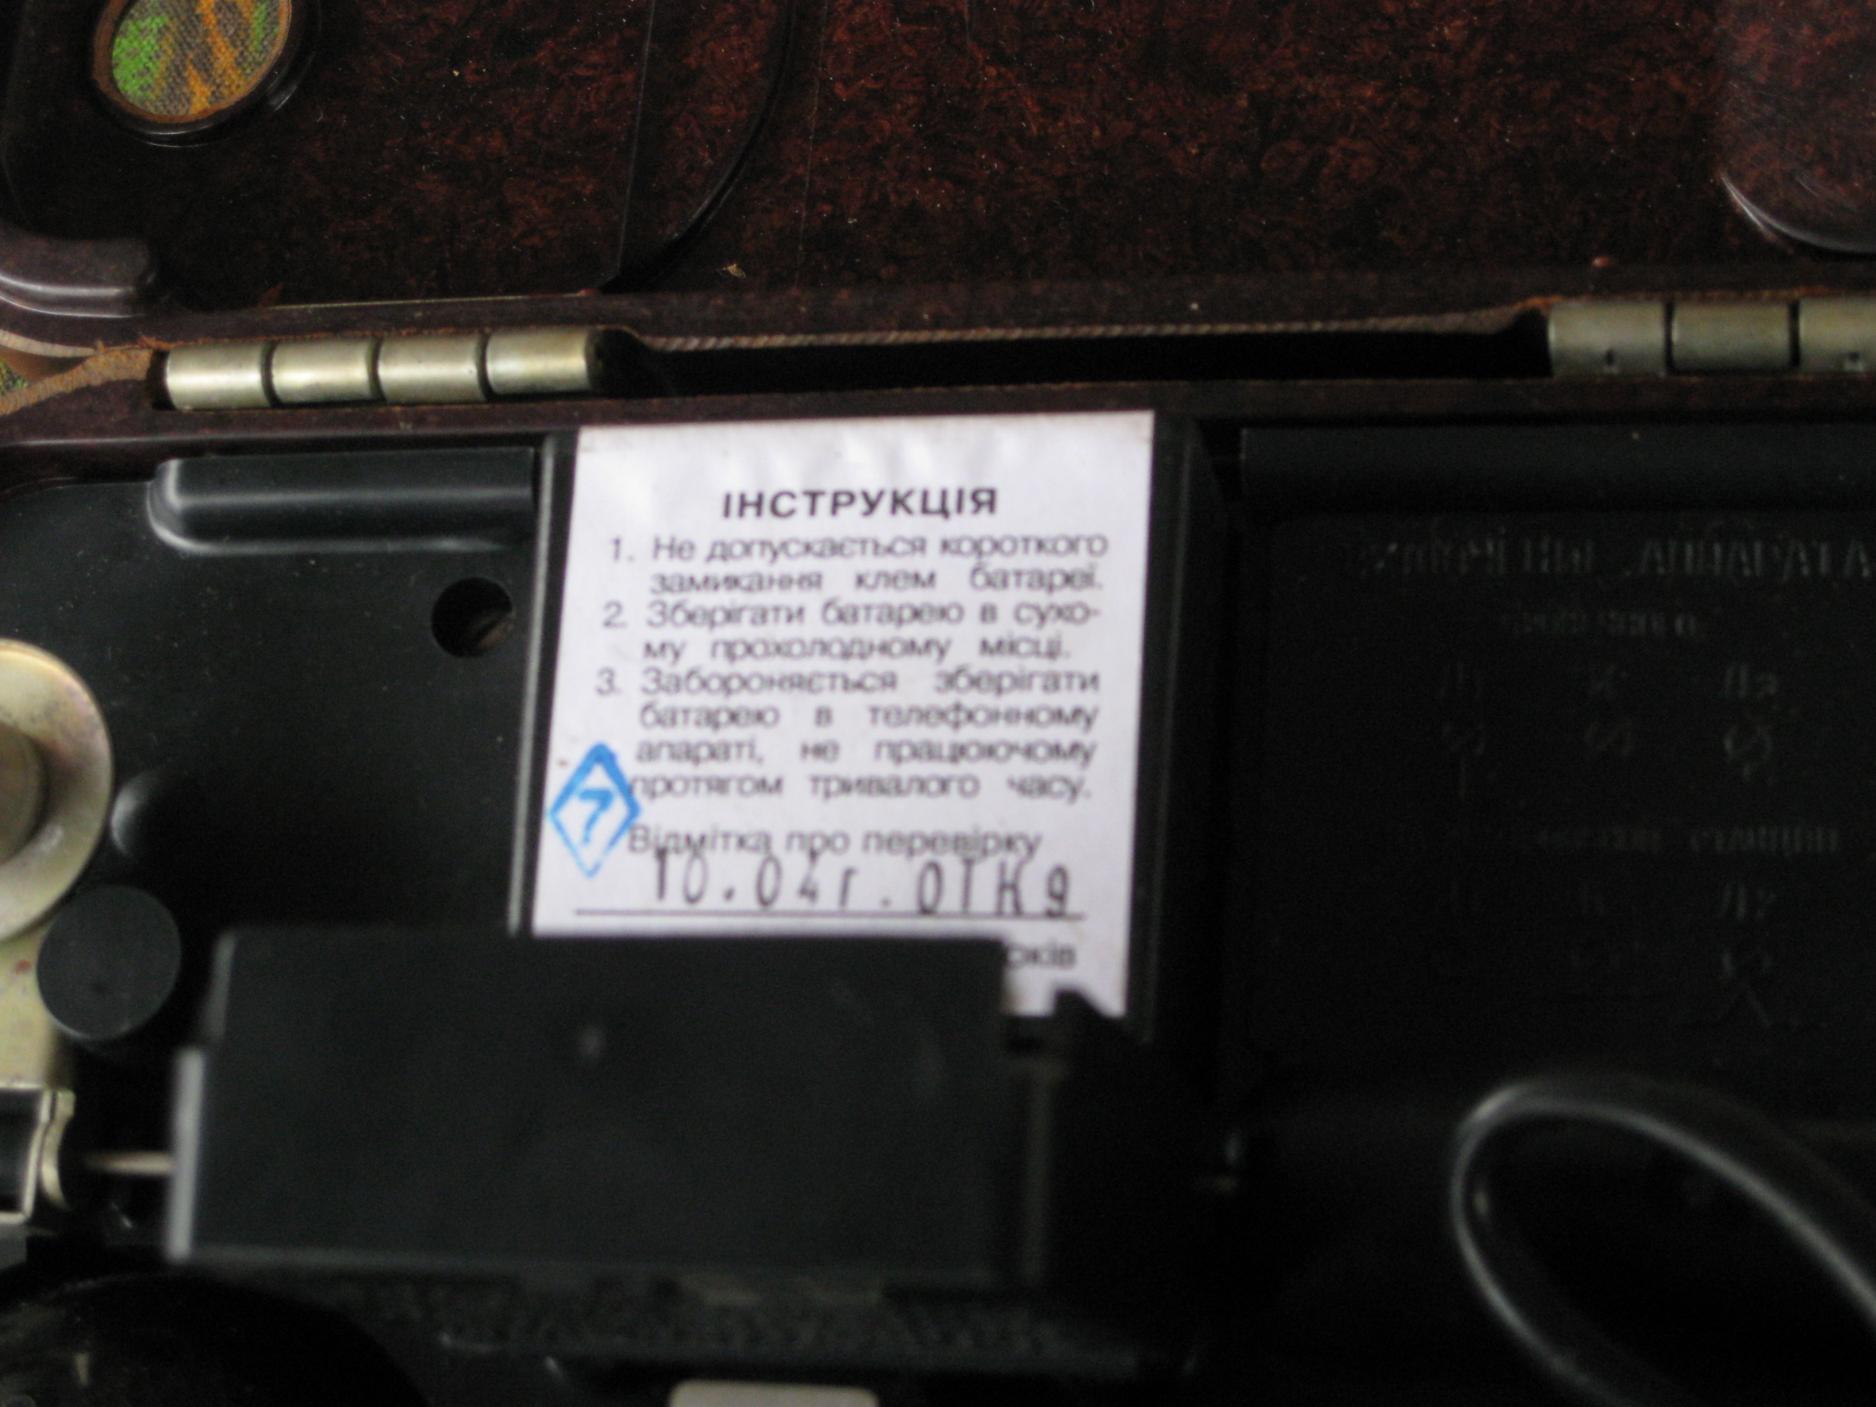 ІНСТРУКЦІЯ
1. Не допускається короткого
замикання клем батареї.
2. Зберігати батарею в сухо-
му прохолодному місці.
3. Забороняється зберігати
батарею в телефонному
апараті, не працюючому
протягом тривалого часу.
7
Відмітка про перевірку
10.04г. ОТК9
АППАРАТА